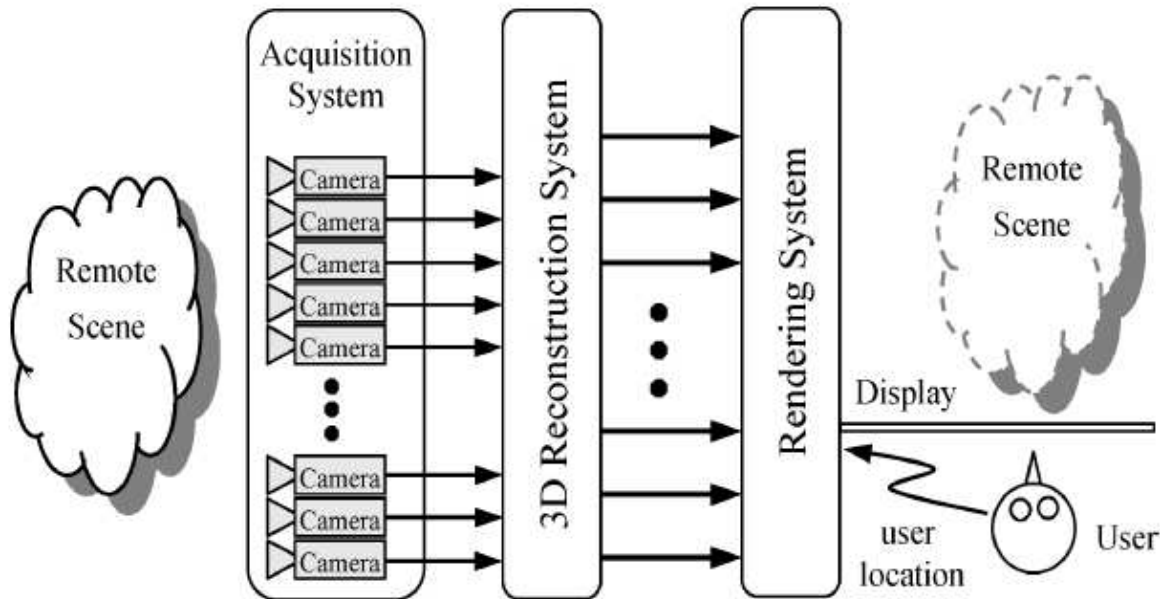 Remote
Scene
Acquisition
System
Camera
Camera
Camera
Camera
Camera
Camera
Camera
Camera
3D Reconstruction System
Rendering System
Remote
Scene
Display
user
location
User